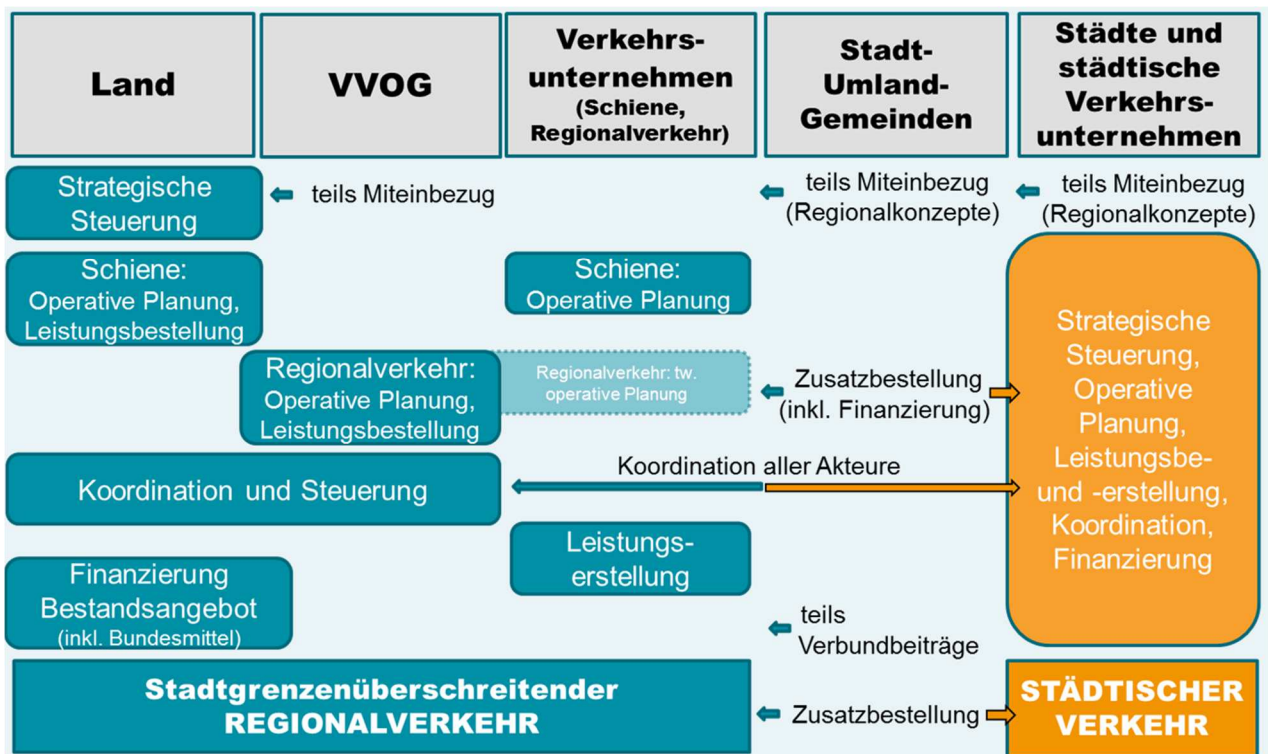 Land
VVOG
Verkehrs-
unternehmen
(Schiene,
Regionalverkehr)
Stadt-
Umland-
Gemeinden
Städte und
städtische
Verkehrs-
unternehmen
Strategische
Steuerung
teils Miteinbezug
teils Miteinbezug
(Regionalkonzepte)
teils Miteinbezug
(Regionalkonzepte)
Schiene:
Operative Planung,
Leistungsbestellung
Schiene:
Operative Planung
Regionalverkehr:
Operative Planung,
Leistungsbestellung
Regionalverkehr: tw.
operative Planung
Zusatzbestellung
(inkl. Finanzierung)
Strategische
Steuerung,
Operative
Planung,
Leistungsbe-
und -erstellung,
Koordination,
Finanzierung
Koordination und Steuerung
Koordination aller Akteure
Leistungs-
erstellung
Finanzierung
Bestandsangebot
(inkl. Bundesmittel)
teils
Verbundbeiträge
Stadtgrenzenüberschreitender
REGIONALVERKEHR
Zusatzbestellung
STÄDTISCHER
VERKEHR